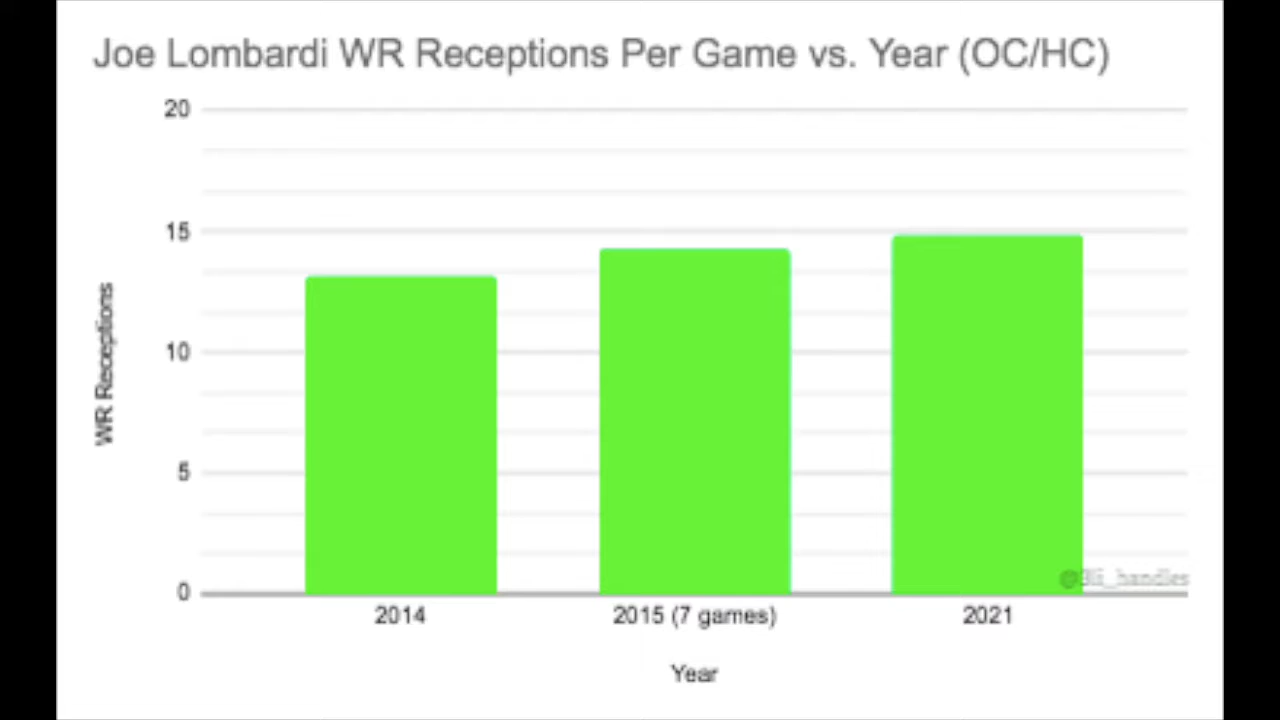 Joe Lombardi WR Receptions Per Game vs. Year (OC/HC)
20
15
10
5
0
WR Receptions
2014
2015 (7 games)
2021
@3li_handles
Year